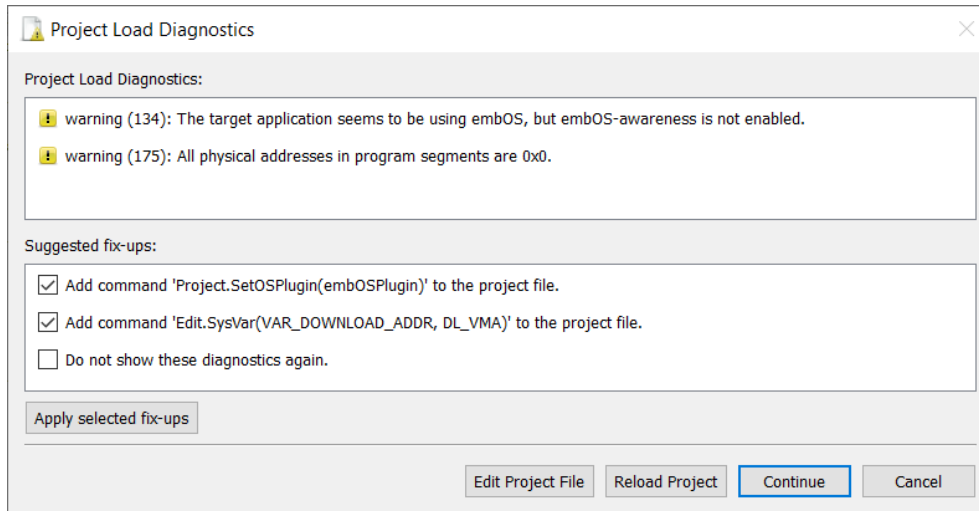 Project Load Diagnostics
Project Load Diagnostics:
warning (134): The target application seems to be using embOS, but embOS-awareness is not enabled.
warning (175): All physical addresses in program segments are 0x0.
Suggested fix-ups:
Add command 'Project.SetOSPlugin(embOSPlugin)' to the project file.
Add command 'Edit.SysVar(VAR_DOWNLOAD_ADDR, DL_VMA)' to the project file.
Do not show these diagnostics again.
Apply selected fix-ups
Edit Project File
Reload Project
Continue
Cancel